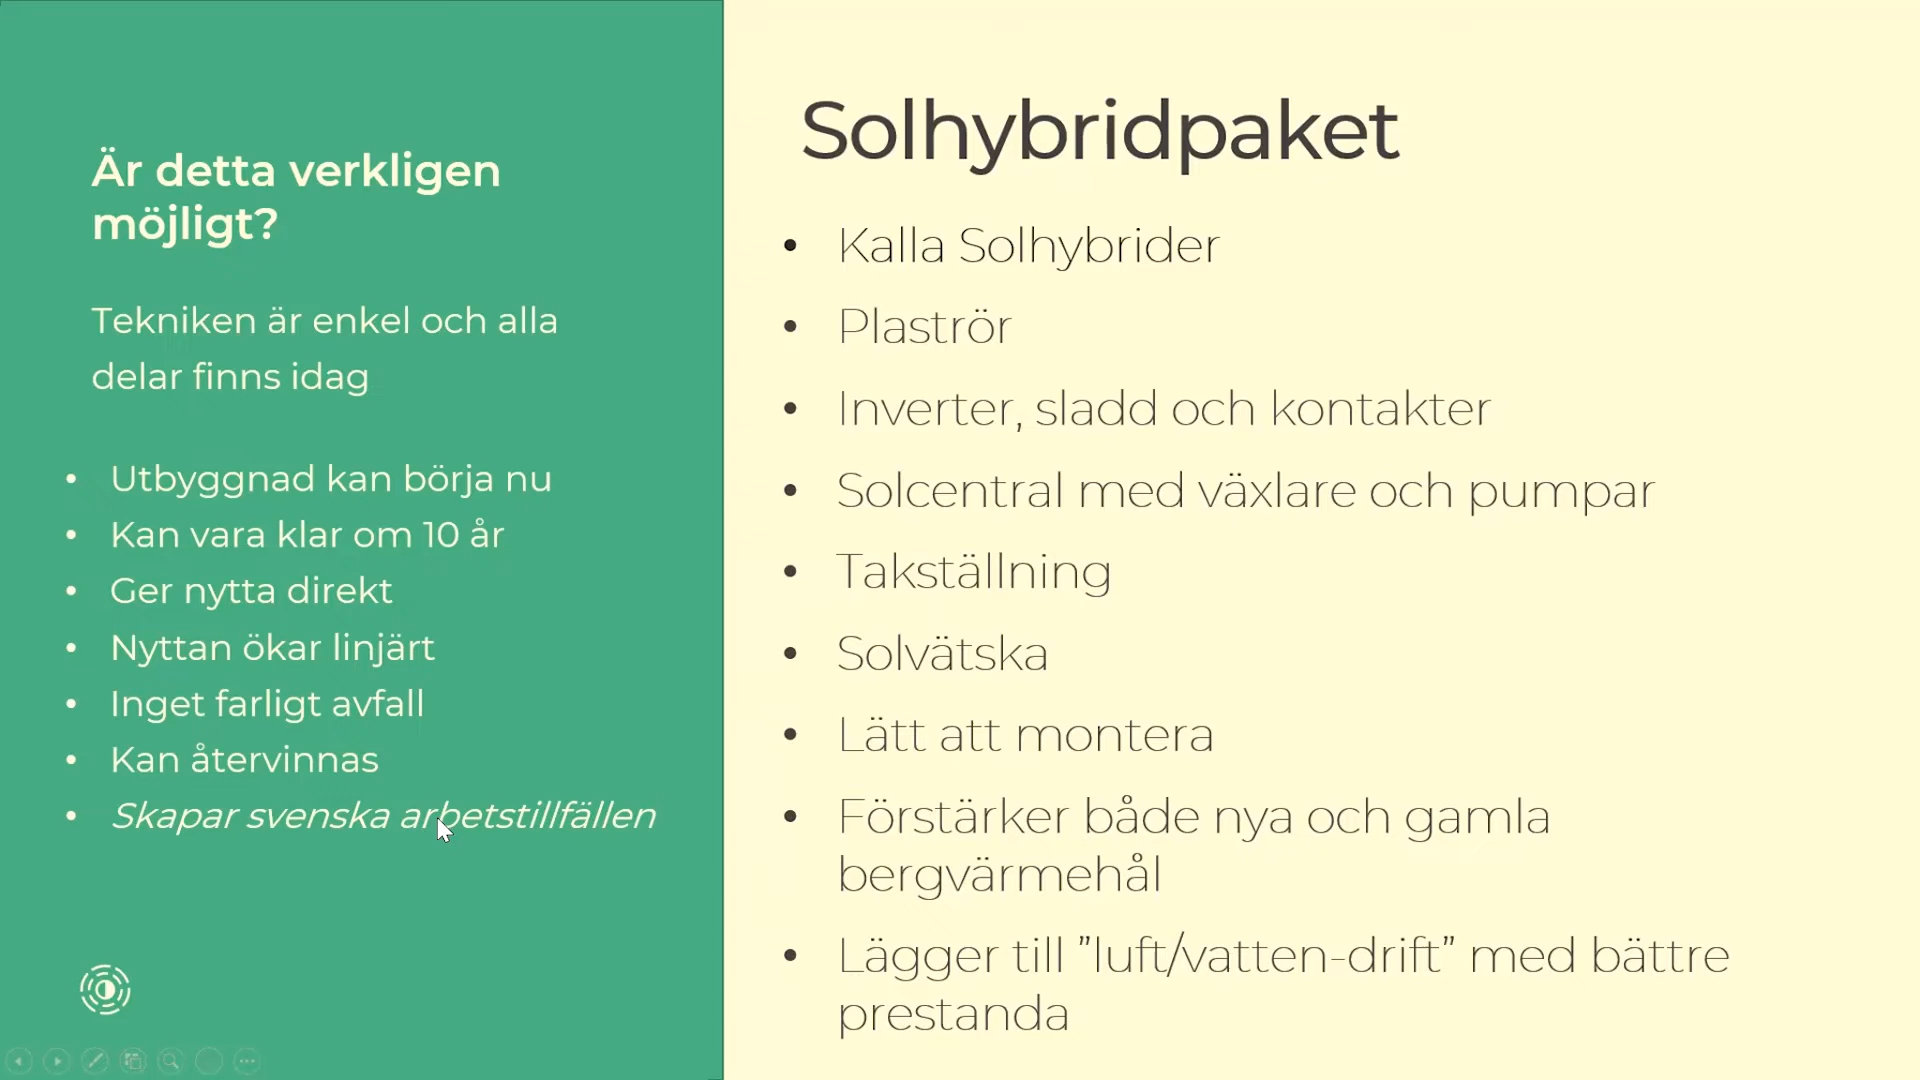 Är detta verkligen
möjligt?
Tekniken är enkel och alla
delar finns idag
• Utbyggnad kan börja nu
• Kan vara klar om 10 år
• Ger nytta direkt
• Nyttan ökar linjärt
• Inget farligt avfall
• Kan återvinnas
• Skapar svenska arbetstillfällen
Solhybridpaket
• Kalla Solhybrider
• Plaströr
• Inverter, sladd och kontakter
• Solcentral med växlare och pumpar
• Takställning
• Solvätska
• Lätt att montera
• Förstärker både nya och gamla
bergvärmehål
• Lägger till ”luft/vatten-drift” med bättre
prestanda